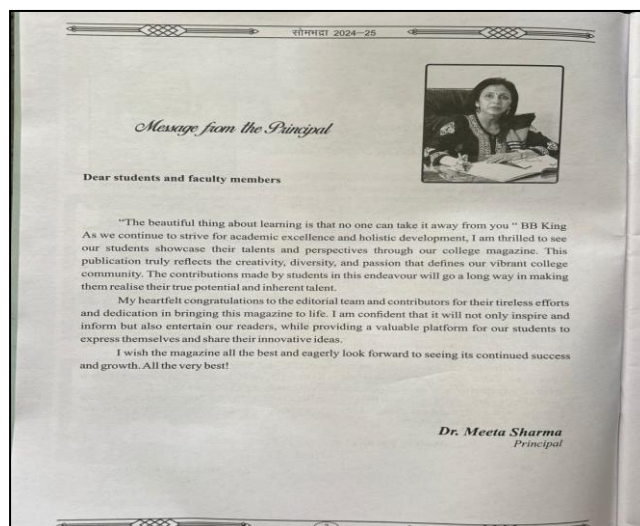 सोमभद्रा 2024–25
Message from the Principal
Dear students and faculty members
"The beautiful thing about learning is that no one can take it away from you " BB King
As we continue to strive for academic excellence and holistic development, I am thrilled to see
our students showcase their talents and perspectives through our college magazine. This
publication truly reflects the creativity, diversity, and passion that defines our vibrant college
community. The contributions made by students in this endeavour will go a long way in making
them realise their true potential and inherent talent.
My heartfelt congratulations to the editorial team and contributors for their tireless efforts
and dedication in bringing this magazine to life. I am confident that it will not only inspire and
inform but also entertain our readers, while providing a valuable platform for our students to
express themselves and share their innovative ideas.
I wish the magazine all the best and eagerly look forward to seeing its continued success
and growth. All the very best!
Dr. Meeta Sharma
Principal